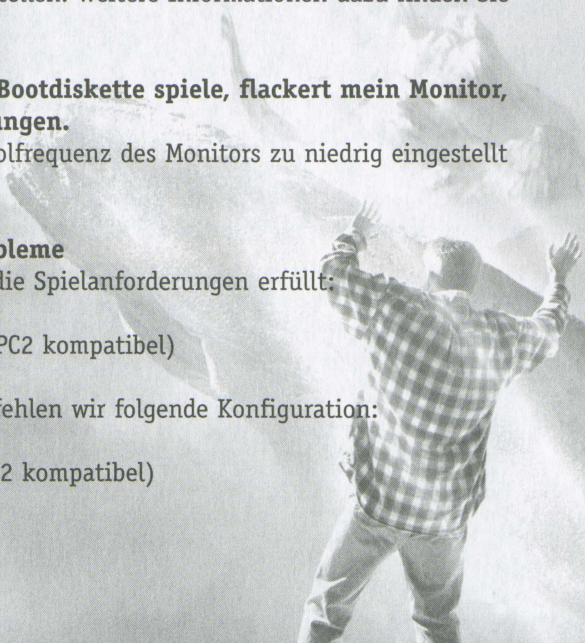 Bootdiskette spiele, flackert mein Monitor,
ungen.
olfrequenz des Monitors zu niedrig eingestellt
bleme
die Spielanforderungen erfüllt:
PC2 kompatibel)
fehlen wir folgende Konfiguration:
2 kompatibel)